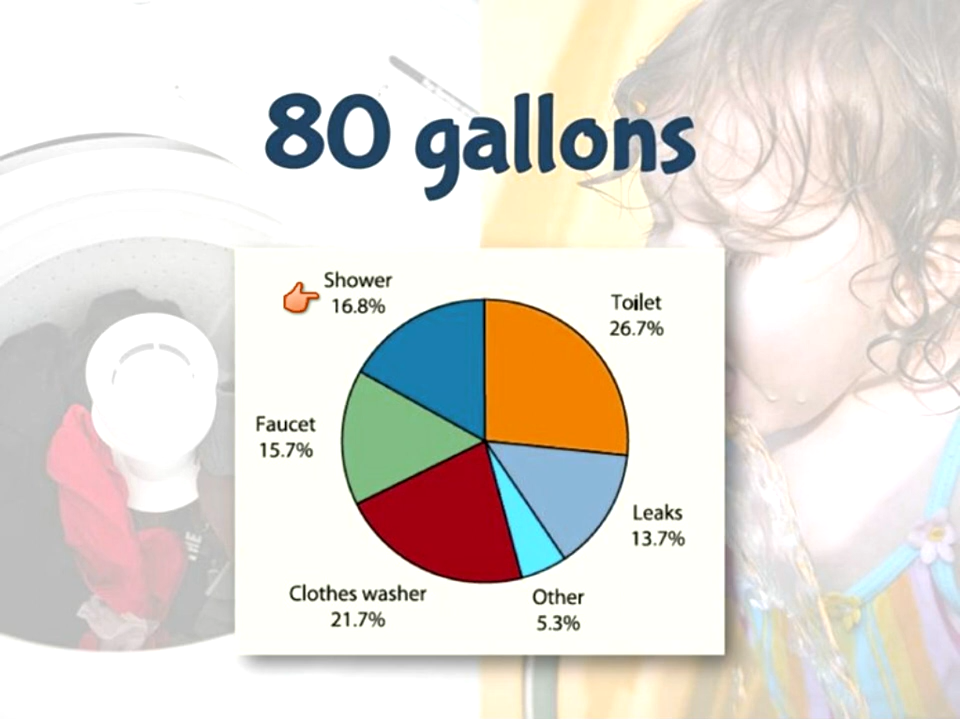 80 gallons
Shower
16.8%
Toilet
26.7%
Faucet
15.7%
Leaks
13.7%
Clothes washer
21.7%
Other
5.3%